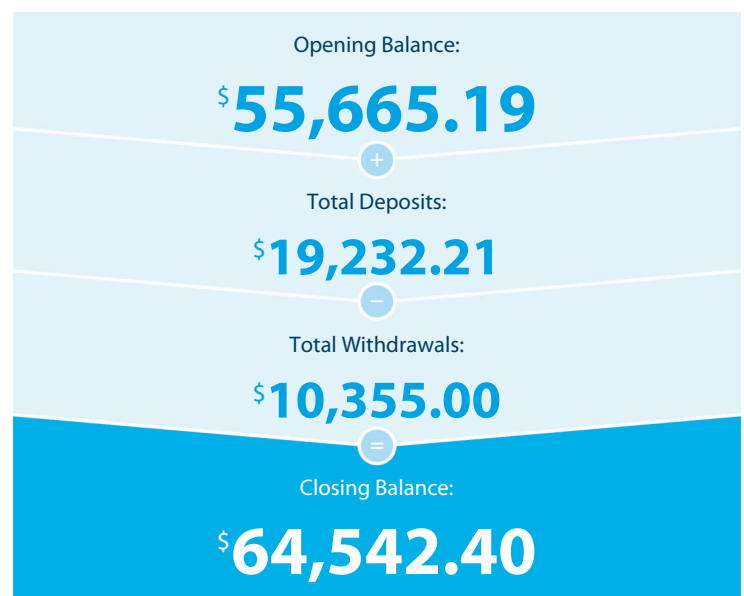 Opening Balance:
$55,665.19
+
Total Deposits:
$19,232.21
−
Total Withdrawals:
$10,355.00
=
Closing Balance:
$64,542.40